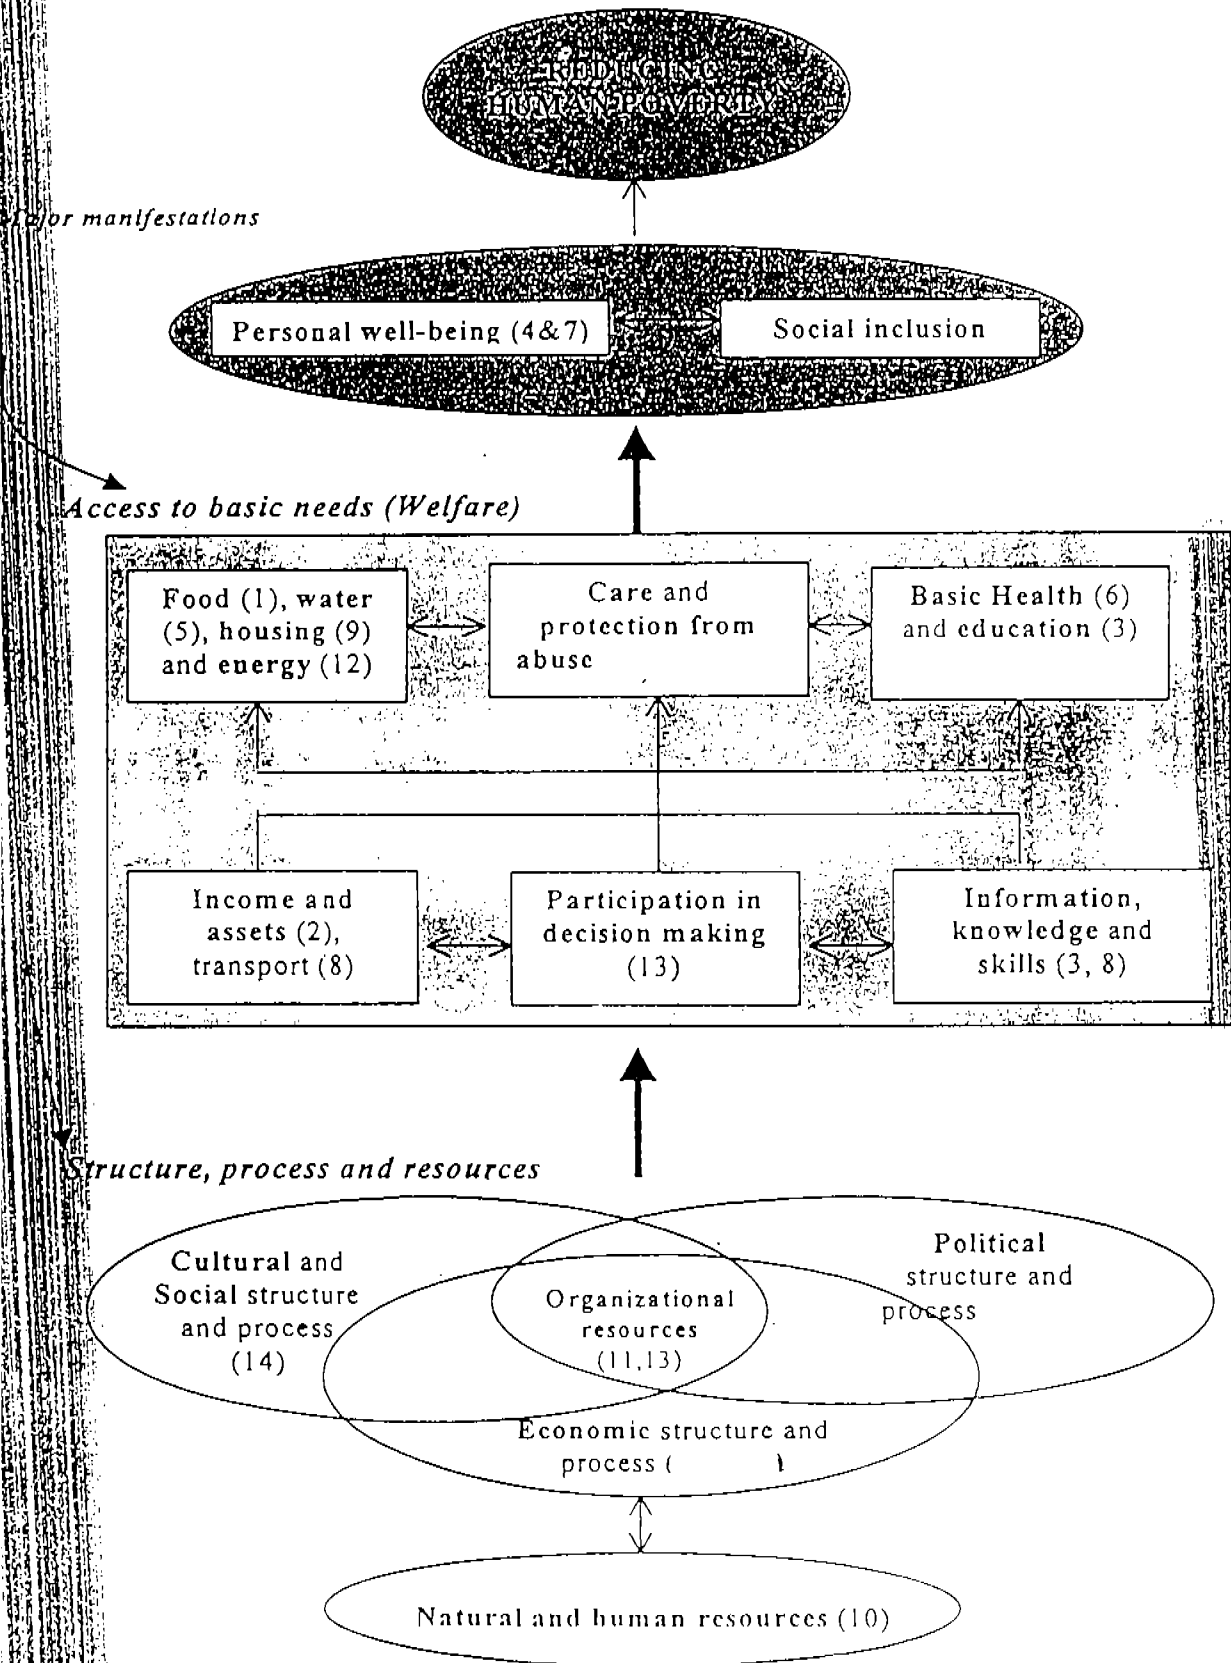 REDUCING
HUMAN POVERTY
manifestations
Personal well-being (4&7)
Social inclusion
Access to basic needs (Welfare)
Food (1), water
(5), housing (9)
and energy (12)
Care and
protection from
abuse
Basic Health (6)
and education (3)
Income and
assets (2),
transport (8)
Participation in
decision making
(13)
Information,
knowledge and
skills (3, 8)
Structure, process and resources
Cultural and
Social structure
and process
(14)
Organizational
resources
(11,13)
Political
structure and
process
Economic structure and
process (
Natural and human resources (10)